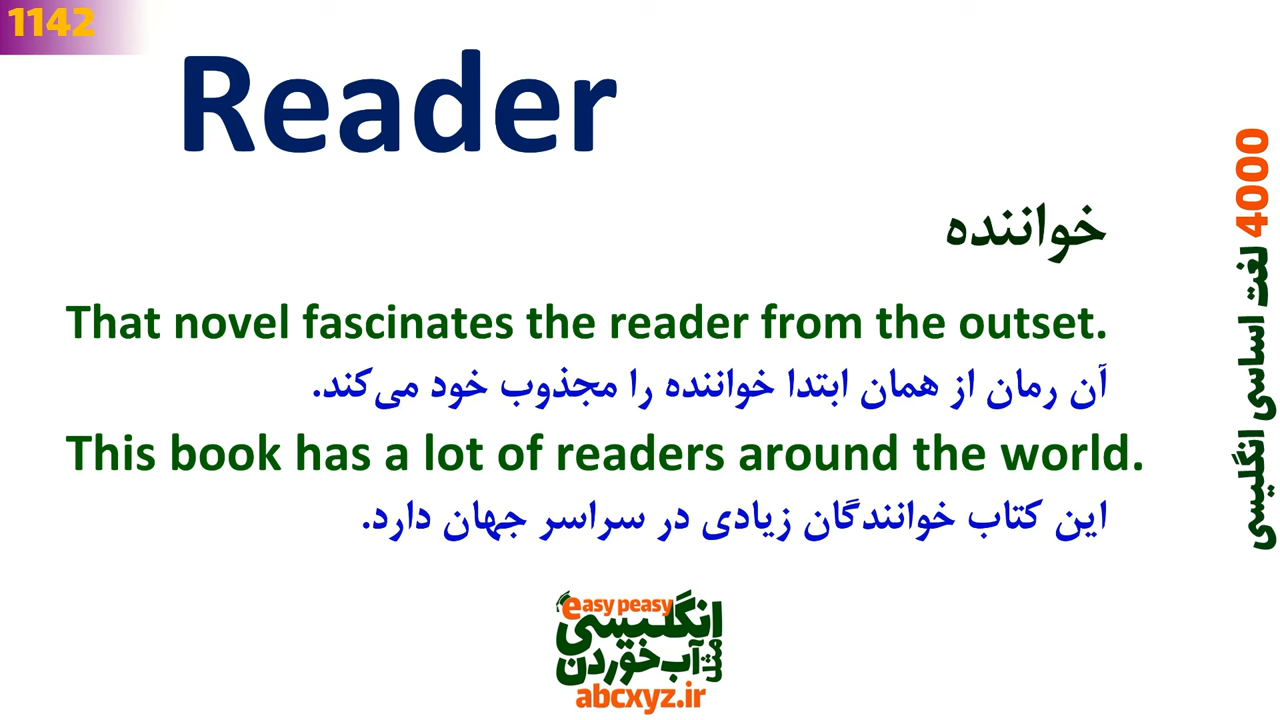 1142
Reader
خواننده
That novel fascinates the reader from the outset.
آن رمان از همان ابتدا خواننده را مجذوب خود می‌کند.
This book has a lot of readers around the world.
این کتاب خوانندگان زیادی در سراسر جهان دارد.
4000 لغت اساسی انگلیسی
easy peasy
انگلیسی
مثل آب خوردن
abcxyz.ir